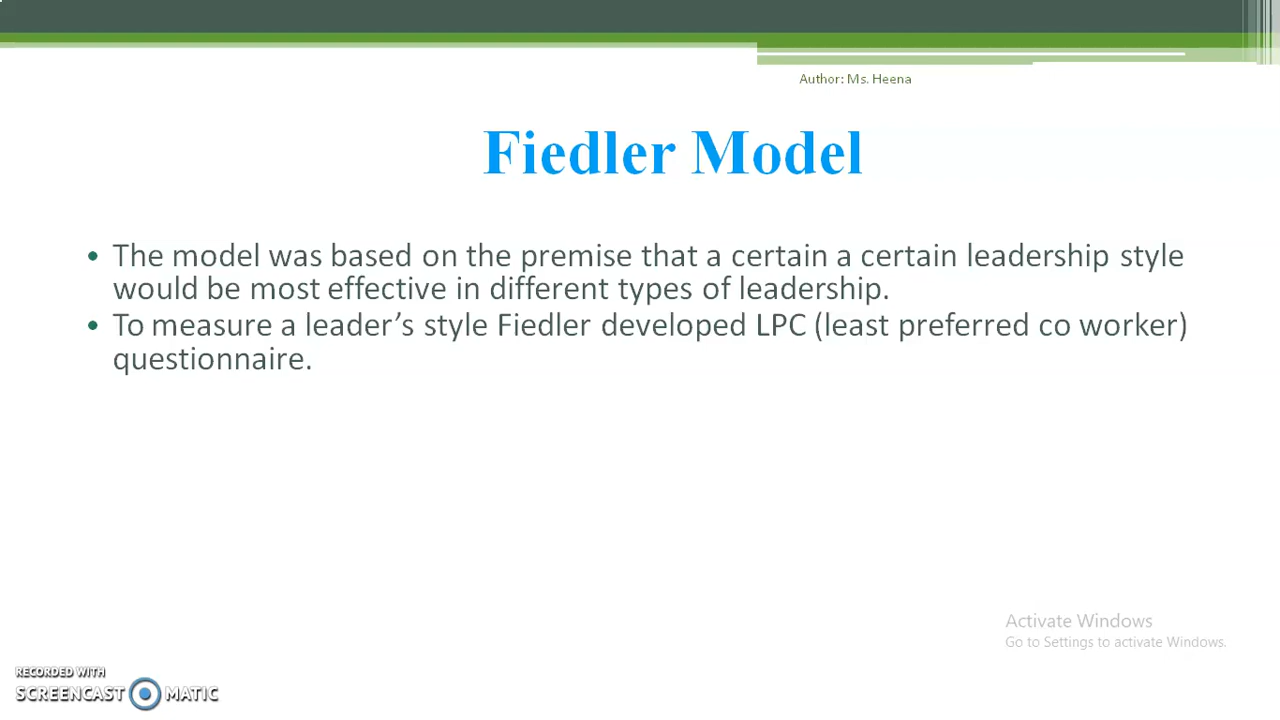 Author: Ms. Heena
Fiedler Model
• The model was based on the premise that a certain a certain leadership style
would be most effective in different types of leadership.
• To measure a leader’s style Fiedler developed LPC (least preferred co worker)
questionnaire.
Activate Windows
Go to Settings to activate Windows.
RECORDED WITH
SCREENCAST MATIC